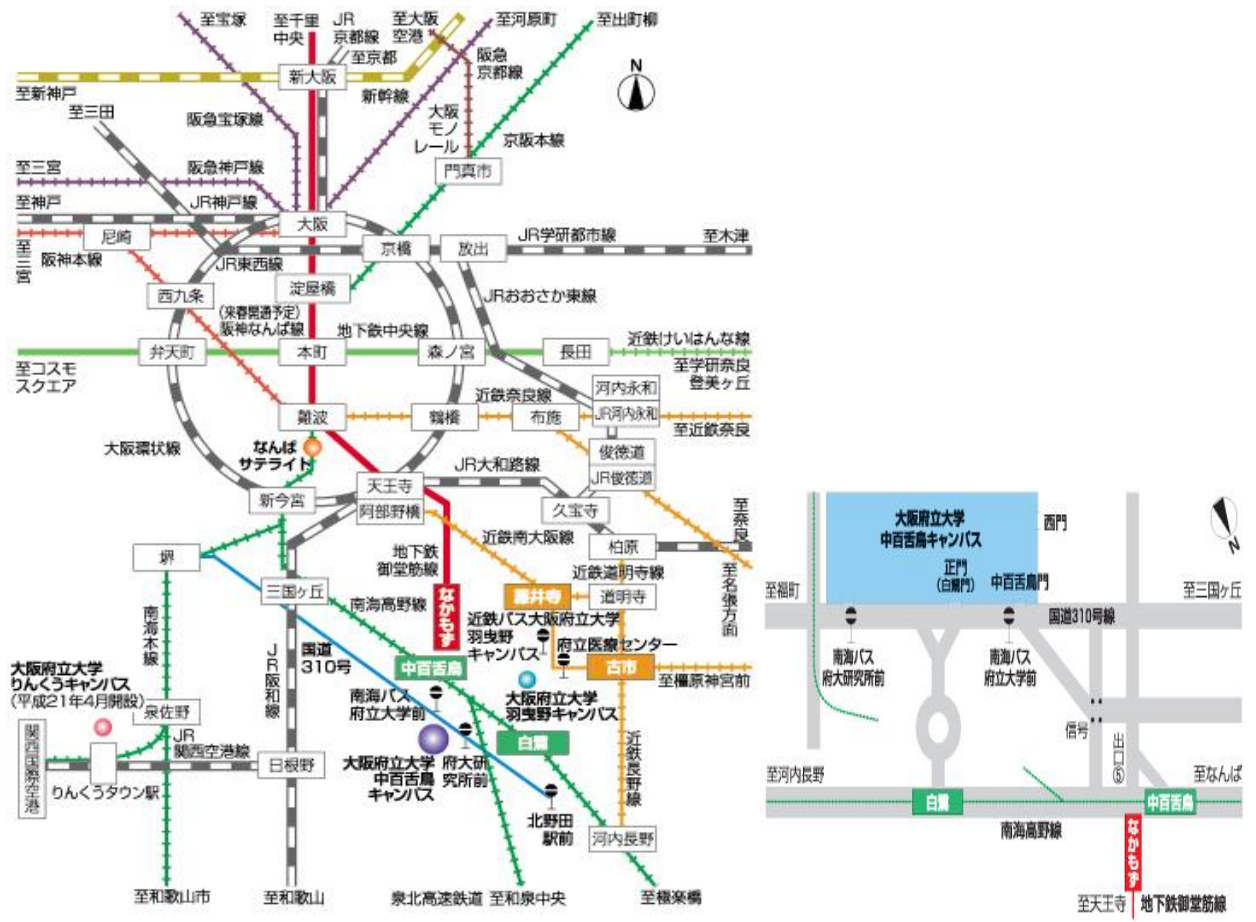 至宝塚
至千里
中央
JR
京都線
至京都
至大阪
空港
至河原町
至出町柳
阪急
京都線
新大阪
至新神戸
新幹線
N
至三田
阪急宝塚線
大阪
モノ
レール
京阪本線
門真市
至三宮
阪急神戸線
至神戸
JR神戸線
大阪
尼崎
京橋
放出
JR学研都市線
至木津
至三宮
阪神本線
JR東西線
淀屋橋
西九条
JRおおさか東線
(来春開通予定)
阪神なんば線
地下鉄中央線
近鉄けいはんな線
弁天町
本町
森ノ宮
長田
至コスモ
スクエア
至学研奈良
登美ヶ丘
河内永和
JR河内永和
近鉄奈良線
難波
鶴橋
布施
至近鉄奈良
大阪環状線
なんば
サテライト
俊徳道
JR俊徳道
JR大和路線
天王寺
阿部野橋
新今宮
久宝寺
至奈良
近鉄南大阪線
柏原
堺
地下鉄
御堂筋線
近鉄道明寺線
三国ヶ丘
南海高野線
なかもず
藤井寺
道明寺
至名張方面
南海本線
近鉄バス大阪府立大学
羽曳野
キャンパス
府立医療センター
国道
310号
JR阪和線
中百舌鳥
古市
至橿原神宮前
大阪府立大学
りんくうキャンパス
(平成21年4月開設)
南海バス
府立大学前
大阪府立大学
羽曳野キャンパス
泉佐野
白鷺
JR
関西空港線
関西国際空港
日根野
大阪府立大学
中百舌鳥
キャンパス
府大研
究所前
近鉄長野線
りんくうタウン駅
北野田
駅前
河内長野
至和歌山市
至和歌山
泉北高速鉄道
至和泉中央
至極楽橋
大阪府立大学
中百舌鳥キャンパス
西門
N
正門
(白鷺門)
中百舌鳥門
至福町
至三国ヶ丘
国道310号線
南海バス
府大研究所前
南海バス
府立大学前
信号
出口⑤
至河内長野
至なんば
白鷺
中百舌鳥
南海高野線
なかもず
至天王寺
地下鉄御堂筋線